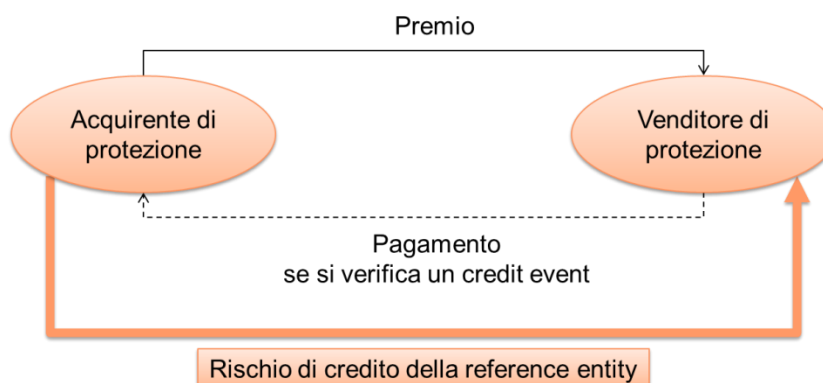 Premio
Acquirente di
protezione
Venditore di
protezione
Pagamento
se si verifica un credit event
Rischio di credito della reference entity